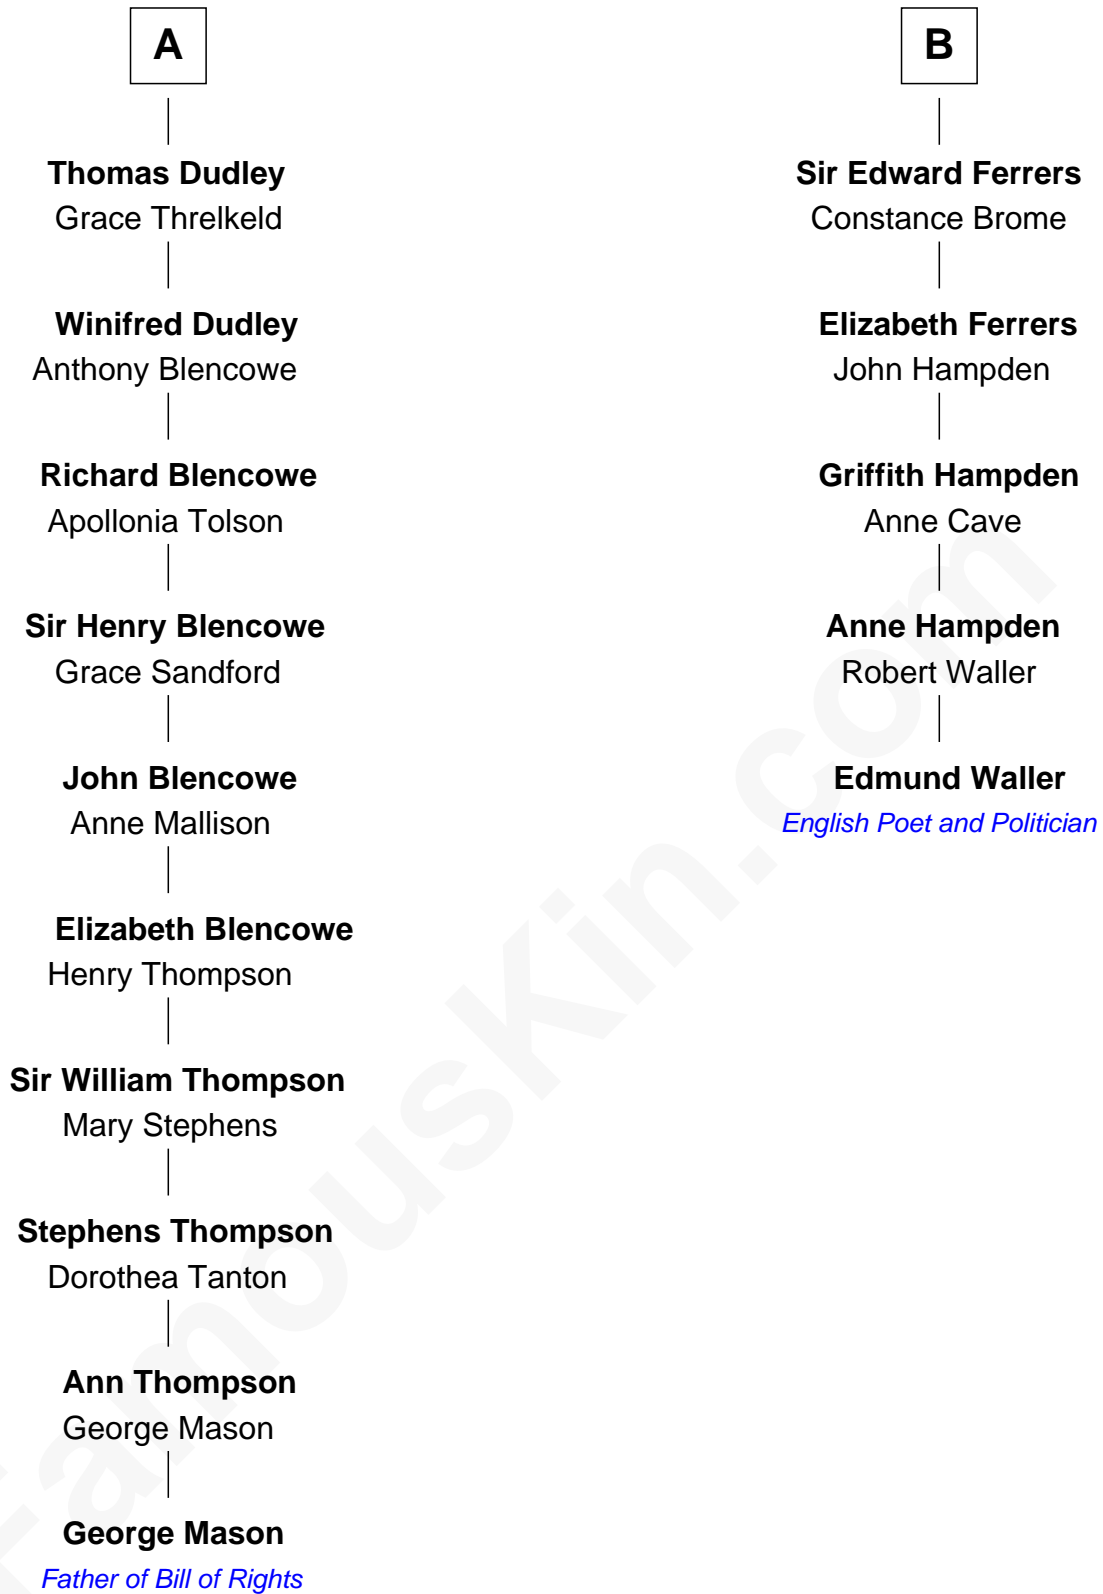 A
Thomas Dudley
Grace Threlkeld
Winifred Dudley
Anthony Blencowe
Richard Blencowe
Apollonia Tolson
Sir Henry Blencowe
Grace Sandford
John Blencowe
Anne Mallison
Elizabeth Blencowe
Henry Thompson
Sir William Thompson
Mary Stephens
Stephens Thompson
Dorothea Tanton
Ann Thompson
George Mason
George Mason
Father of Bill of Rights
B
Sir Edward Ferrers
Constance Brome
Elizabeth Ferrers
John Hampden
Griffith Hampden
Anne Cave
Anne Hampden
Robert Waller
Edmund Waller
English Poet and Politician
FamousKin.com